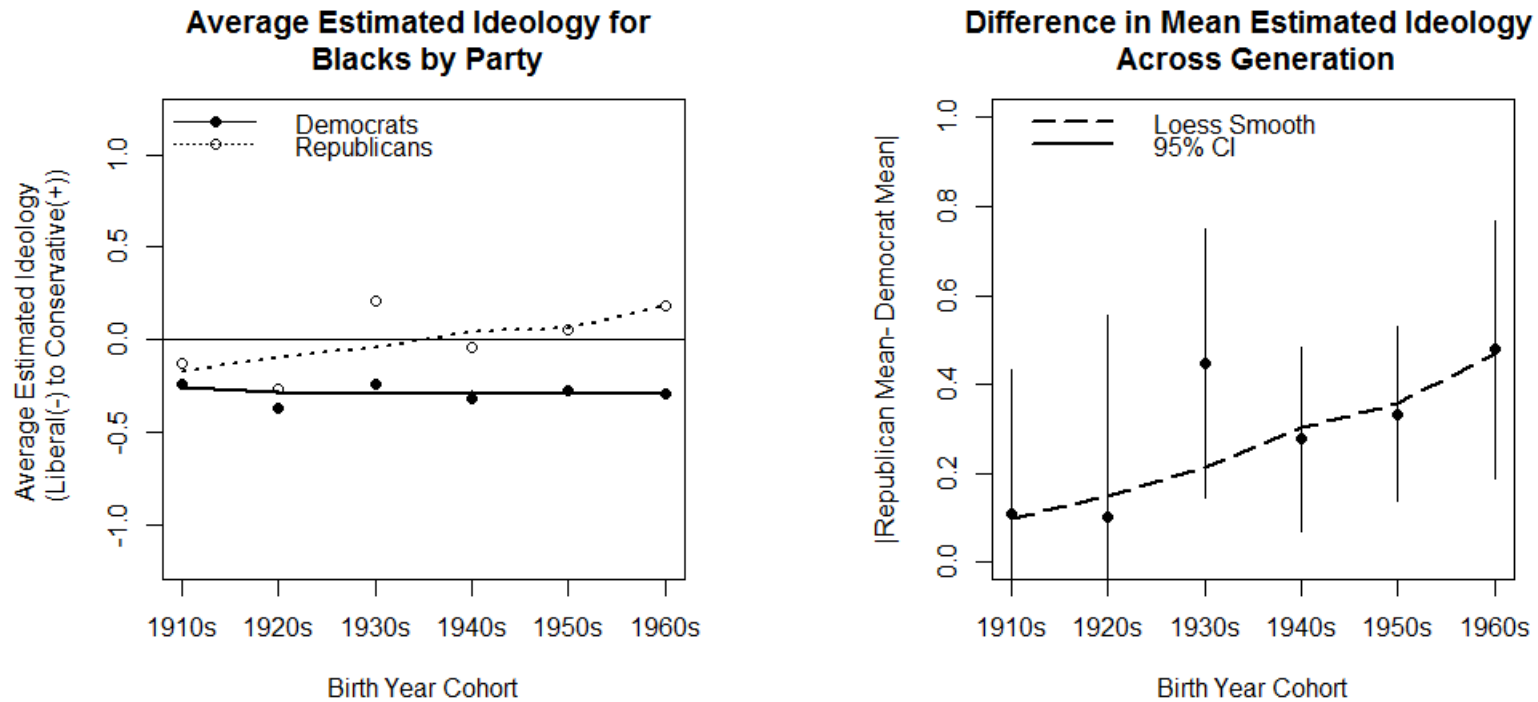 Average Estimated Ideology for
Blacks by Party
Average Estimated Ideology
(Liberal(-) to Conservative(+))
1.0
0.5
0.0
-0.5
-1.0
Democrats
Republicans
1910s 1920s 1930s 1940s 1950s 1960s
Birth Year Cohort
Difference in Mean Estimated Ideology
Across Generation
|Republican Mean- Democrat Mean|
1.0
0.8
0.6
0.4
0.2
0.0
Loess Smooth
95% CI
1910s 1920s 1930s 1940s 1950s 1960s
Birth Year Cohort